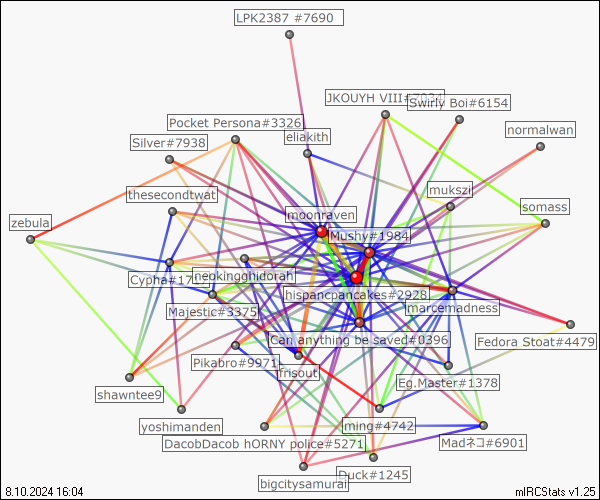 LPK2387 #7690
JKOUYH VIII#7034
Swirly Boi#6154
Pocket Persona#3326
normalwan
Silver#7938
eliakith
thesecondtwat
mukszi
somass
moonraven
zebula
Mushy#1984
Cypha#17
neokingghidorah
hispancpancakes#2928
Majestic#3375
marcemadness
Can anything be saved#0396
Fedora Stoat#4479
Pikabro#9971
frisout
Eg.Master#1378
shawntee9
yoshimanden
ming#4742
DacobDacob hORNY police#5271
Madネコ#6901
Duck#1245
bigcitysamurai
8.10.2024 16:04
mIRCStats v1.25